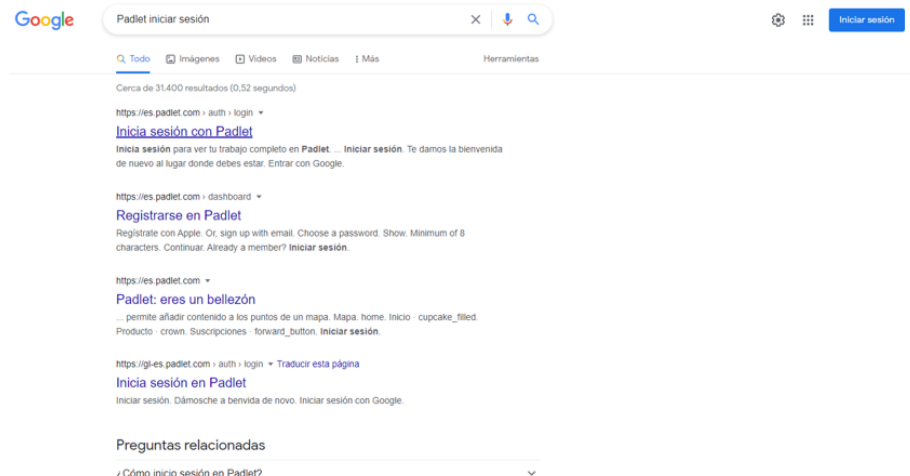 Google
Padlet iniciar sesión
Iniciar sesión
Todo Imágenes Vídeos Noticias Más Herramientas
Cerca de 31.400 resultados (0,52 segundos)
https://es.padlet.com › auth › login
Inicia sesión con Padlet
Inicia sesión para ver tu trabajo completo en Padlet. ... Iniciar sesión. Te damos la bienvenida
de nuevo al lugar donde debes estar. Entrar con Google.
https://es.padlet.com › dashboard
Registrarse en Padlet
Regístrate con Apple. Or, sign up with email. Choose a password. Show. Minimum of 8
characters. Continuar. Already a member? Iniciar sesión.
https://es.padlet.com
Padlet: eres un bellezón
... permite añadir contenido a los puntos de un mapa. Mapa. home. Inicio · cupcake_filled.
Producto · crown. Suscripciones · forward_button. Iniciar sesión.
https://gl-es.padlet.com › auth › login Traducir esta página
Inicia sesión en Padlet
Iniciar sesión. Dámosche a benvida de novo. Iniciar sesión con Google.
Preguntas relacionadas
¿Cómo inicio sesión en Padlet?